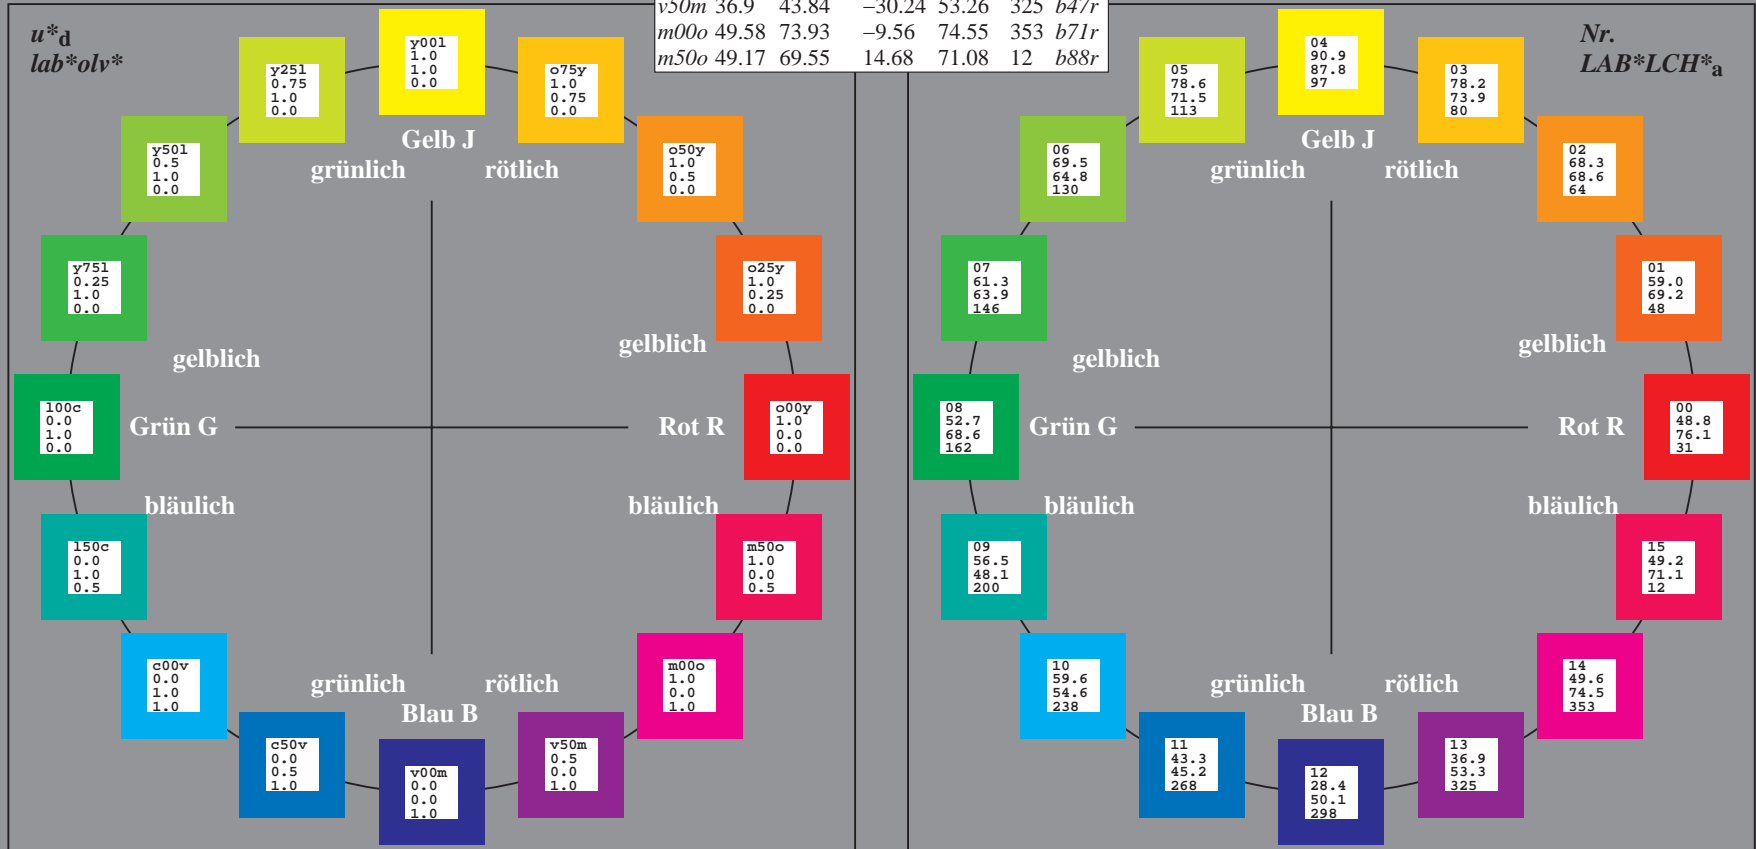 v50m 36.9 43.84 −30.24 53.26 325 b47r
m00o 49.58 73.93 −9.56 74.55 353 b71r
m50o 49.17 69.55 14.68 71.08 12 b88r
u*d
lab*olv*
y00l
1.0
1.0
0.0
y25l
0.75
1.0
0.0
o75y
1.0
0.75
0.0
y50l
0.5
1.0
0.0
o50y
1.0
0.5
0.0
Gelb J
grünlich rötlich
y75l
0.25
1.0
0.0
o25y
1.0
0.25
0.0
gelblich
gelblich
l00c
0.0
1.0
0.0
Grün G
Rot R
o00y
1.0
0.0
0.0
bläulich
bläulich
l50c
0.0
1.0
0.5
m50o
1.0
0.0
0.5
c00v
0.0
1.0
1.0
m00o
1.0
0.0
1.0
grünlich rötlich
Blau B
c50v
0.0
0.5
1.0
v00m
0.0
0.0
1.0
v50m
0.5
0.0
1.0
Nr.
LAB*LCH*a
04
90.9
87.8
97
05
78.6
71.5
113
03
78.2
73.9
80
06
69.5
64.8
130
02
68.3
68.6
64
Gelb J
grünlich rötlich
07
61.3
63.9
146
01
59.0
69.2
48
gelblich
gelblich
08
52.7
68.6
162
Grün G
Rot R
00
48.8
76.1
31
bläulich
bläulich
09
56.5
48.1
200
15
49.2
71.1
12
10
59.6
54.6
238
14
49.6
74.5
353
grünlich rötlich
Blau B
11
43.3
45.2
268
12
28.4
50.1
298
13
36.9
53.3
325